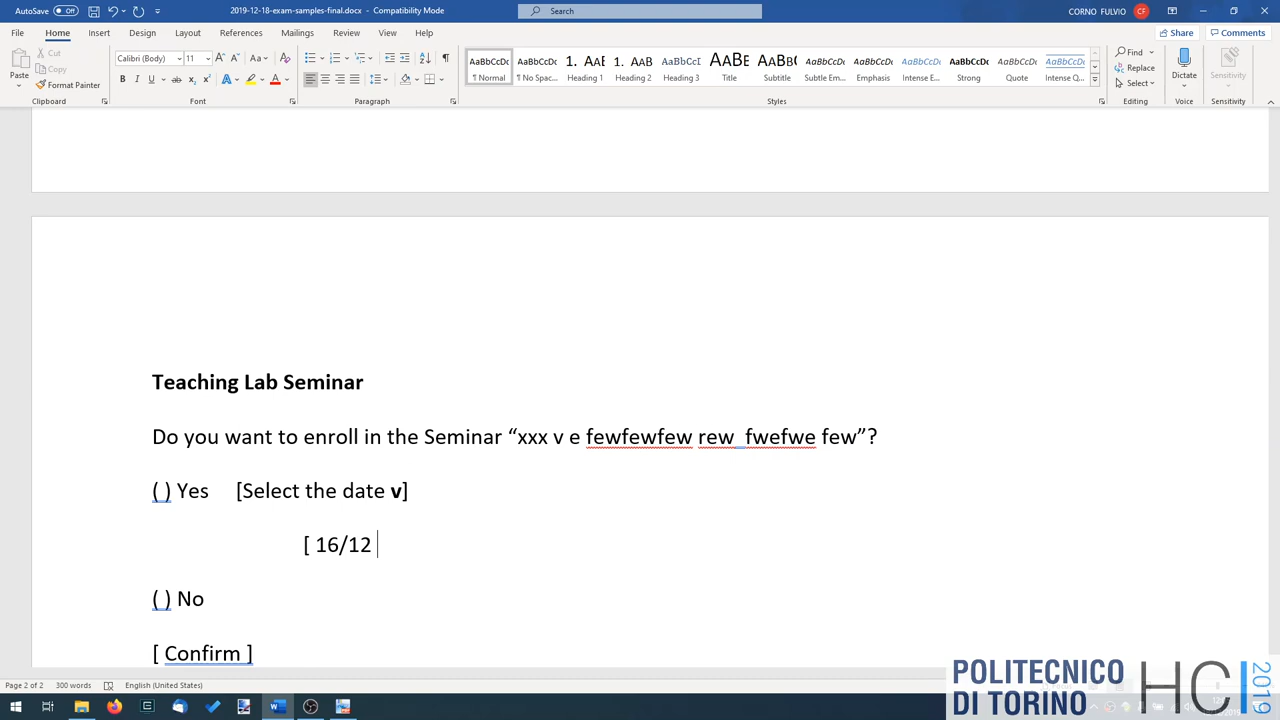 AutoSave Off 2019-12-18-exam-samples-final.docx - Compatibility Mode Search CORNO FULVIO CF
File Home Insert Design Layout References Mailings Review View Help Share Comments
Paste Cut Copy Format Painter Clipboard
Calibri (Body) 11 A A Aa A
B I U ab x₂ x² A A Font
Paragraph
AaBbCcDc AaBbCcDc 1. AaE 1. AAB AaBbCcI AaBb AaBb( AaBbCcDc AaBbCcDc AaBbCcDc AaBbCcDc AaBbCcDc AaBbCcDc
¶ Normal ¶ No Spac... Heading 1 Heading 2 Heading 3 Title Subtitle Subtle Em... Emphasis Intense E... Strong Quote Intense Q...
Styles
Find Replace Select Editing
Dictate Voice
Sensitivity Sensitivity
Teaching Lab Seminar
Do you want to enroll in the Seminar “xxx v e fewfewfew rew fwefwe few”?
( ) Yes [Select the date v]
[ 16/12
( ) No
[ Confirm ]
Page 2 of 2 300 words English (United States)
POLITECNICO
DI TORINO
HCI 2019